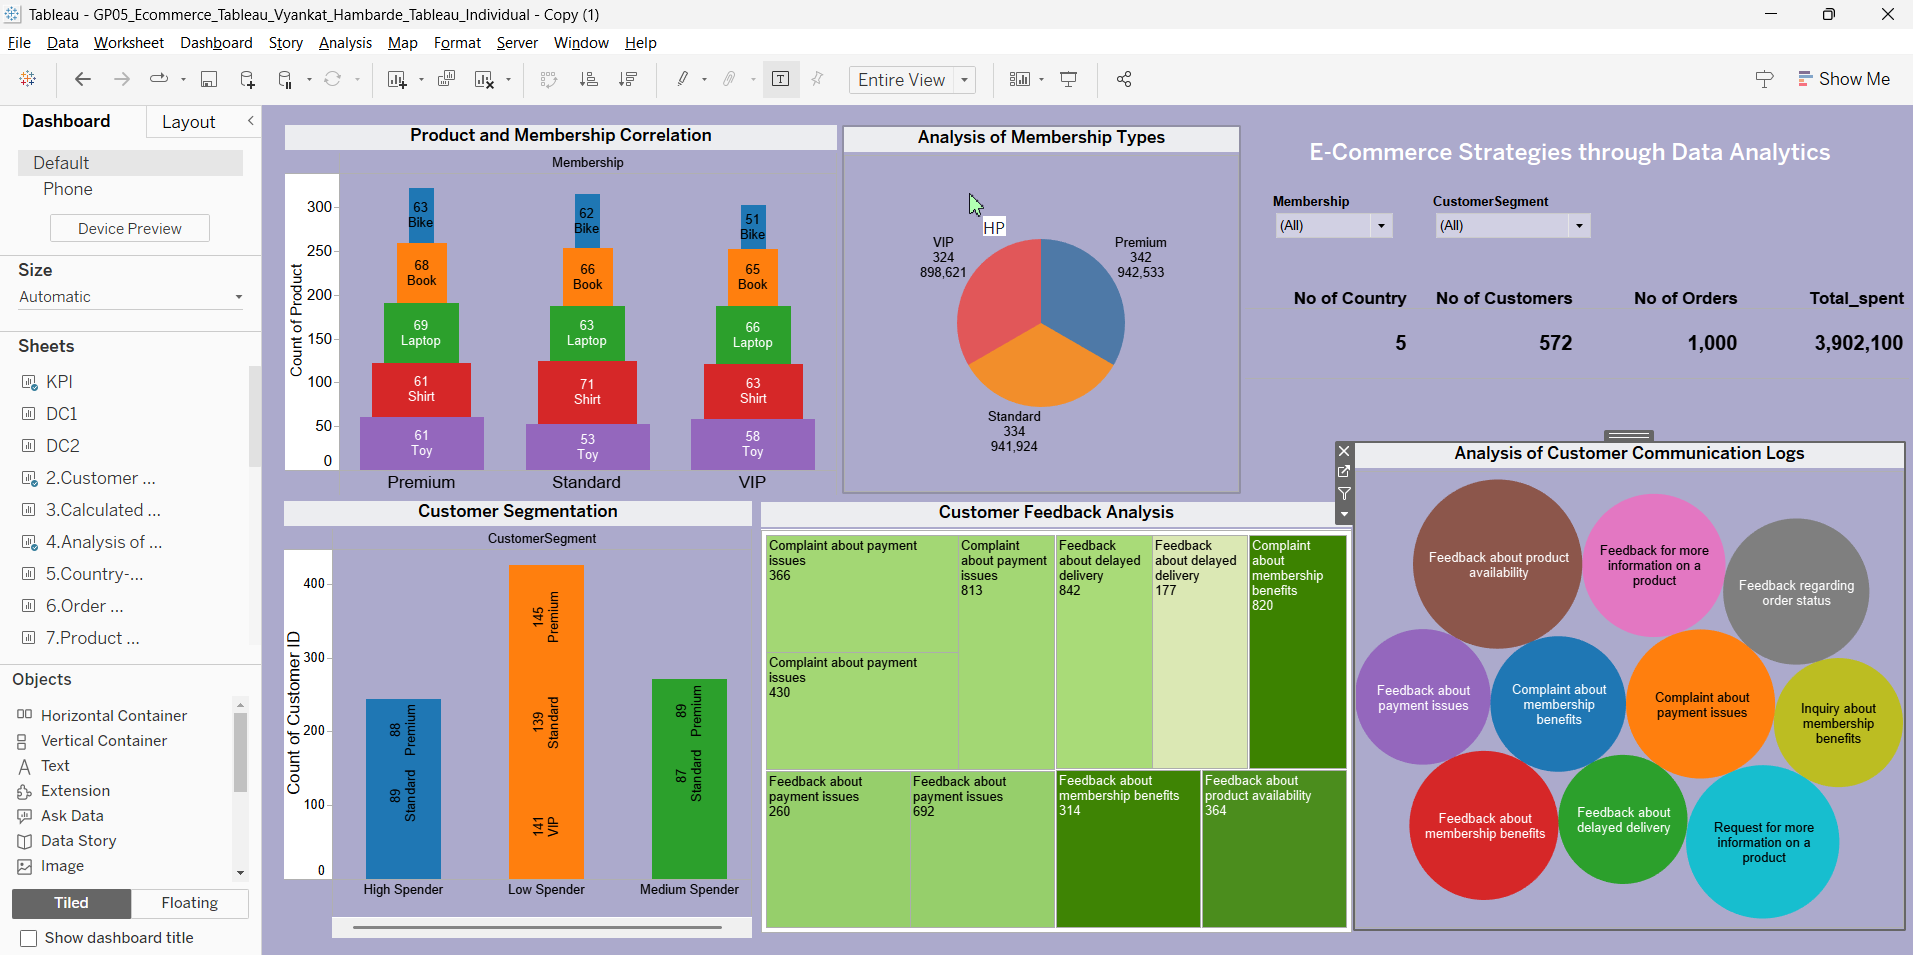 Tableau - GP05_Ecommerce_Tableau_Vyankat_Hambarde_Tableau_Individual - Copy (1)
File Data Worksheet Dashboard Story Analysis Map Format Server Window Help
Entire View
Show Me
Dashboard
Layout
Default
Phone
Device Preview
Size
Automatic
Sheets
KPI
DC1
DC2
2.Customer ...
3.Calculated ...
4.Analysis of ...
5.Country-...
6.Order ...
7.Product ...
Objects
Horizontal Container
Vertical Container
Text
Extension
Ask Data
Data Story
Image
Tiled
Floating
Show dashboard title
Product and Membership Correlation
Membership
Count of Product
300
250
200
150
100
50
0
63
Bike
68
Book
69
Laptop
61
Shirt
61
Toy
Premium
62
Bike
66
Book
63
Laptop
71
Shirt
53
Toy
Standard
51
Bike
65
Book
66
Laptop
63
Shirt
58
Toy
VIP
Analysis of Membership Types
HP
VIP
324
898,621
Premium
342
942,533
Standard
334
941,924
E-Commerce Strategies through Data Analytics
Membership
(All)
CustomerSegment
(All)
No of Country No of Customers No of Orders Total_spent
5 572 1,000 3,902,100
Customer Segmentation
CustomerSegment
Count of Customer ID
400
300
200
100
0
88
Premium
89
Standard
High Spender
145
Premium
139
Standard
141
VIP
Low Spender
89
Premium
87
Standard
Medium Spender
Customer Feedback Analysis
Complaint about payment
issues
366
Complaint about payment
issues
430
Complaint
about payment
issues
813
Feedback
about delayed
delivery
842
Feedback
about delayed
delivery
177
Complaint
about
membership
benefits
820
Feedback about
payment issues
260
Feedback about
payment issues
692
Feedback about
membership benefits
314
Feedback about
product availability
364
Analysis of Customer Communication Logs
Feedback about product
availability
Feedback for more
information on a
product
Feedback regarding
order status
Feedback about
payment issues
Complaint about
membership
benefits
Complaint about
payment issues
Inquiry about
membership
benefits
Feedback about
membership benefits
Feedback about
delayed delivery
Request for more
information on a
product